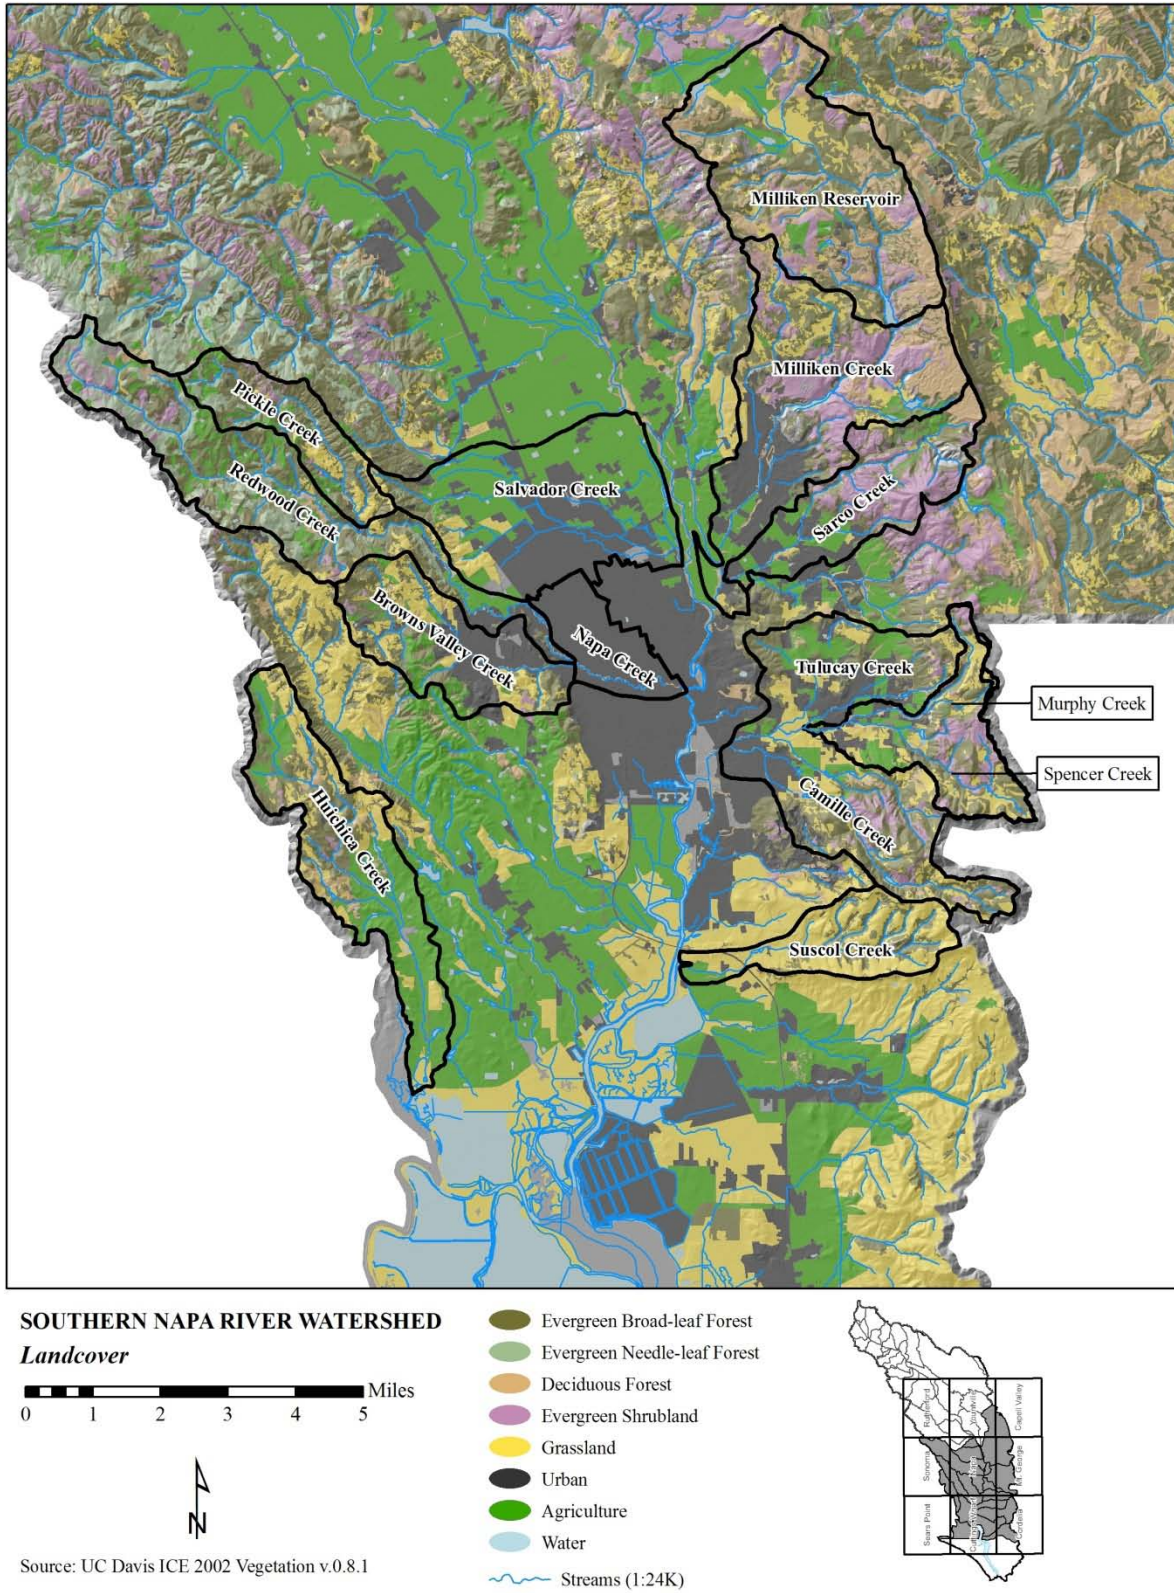 Milliken Reservoir
Milliken Creek
Pickle Creek
Redwood Creek
Salvador Creek
Sarco Creek
Browns Valley Creek
Napa Creek
Tulucay Creek
Murphy Creek
Spencer Creek
Camille Creek
Huichica Creek
Suscol Creek
SOUTHERN NAPA RIVER WATERSHED
Landcover
Miles
0 1 2 3 4 5
N
Source: UC Davis ICE 2002 Vegetation v.0.8.1
Evergreen Broad-leaf Forest
Evergreen Needle-leaf Forest
Deciduous Forest
Evergreen Shrubland
Grassland
Urban
Agriculture
Water
Streams (1:24K)
Rutherford
Yountville
Capell Valley
Sonoma
Napa
Mt. George
Sears Point
Cordelia